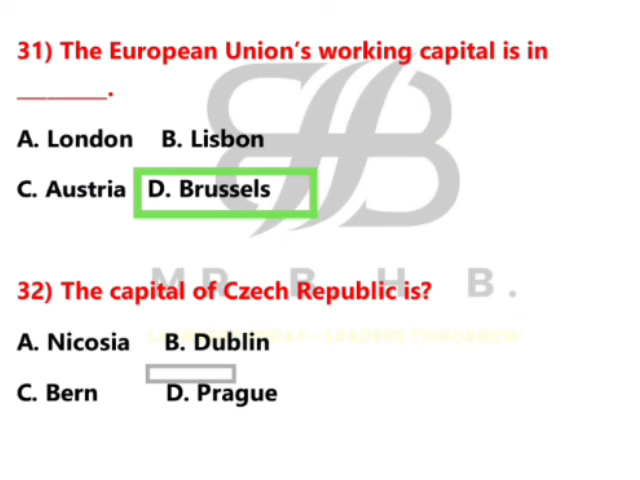 31) The European Union’s working capital is in
________.
A. London B. Lisbon
C. Austria D. Brussels
MR. R. H. B.
32) The capital of Czech Republic is?
A. Nicosia B. Dublin
C. Bern D. Prague